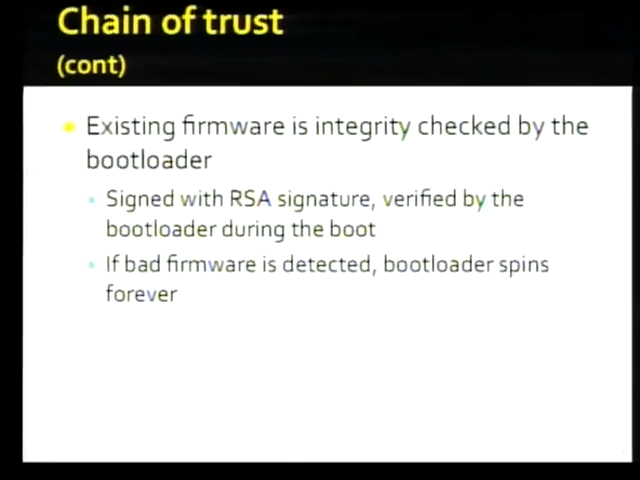 Chain of trust
(cont)
Existing firmware is integrity checked by the
bootloader
Signed with RSA signature, verified by the
bootloader during the boot
If bad firmware is detected, bootloader spins
forever